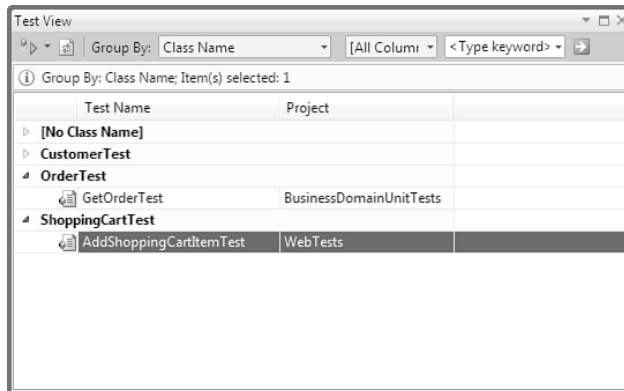 Test View
Group By: Class Name [All Colum <Type keyword>
Group By: Class Name; Item(s) selected: 1
Test Name Project
[No Class Name]
CustomerTest
OrderTest
GetOrderTest BusinessDomainUnitTests
ShoppingCartTest
AddShoppingCartItemTest WebTests